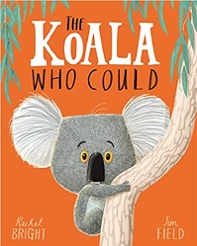 THE
KOALA
WHO COULD
Rachel Jim
BRIGHT FIELD